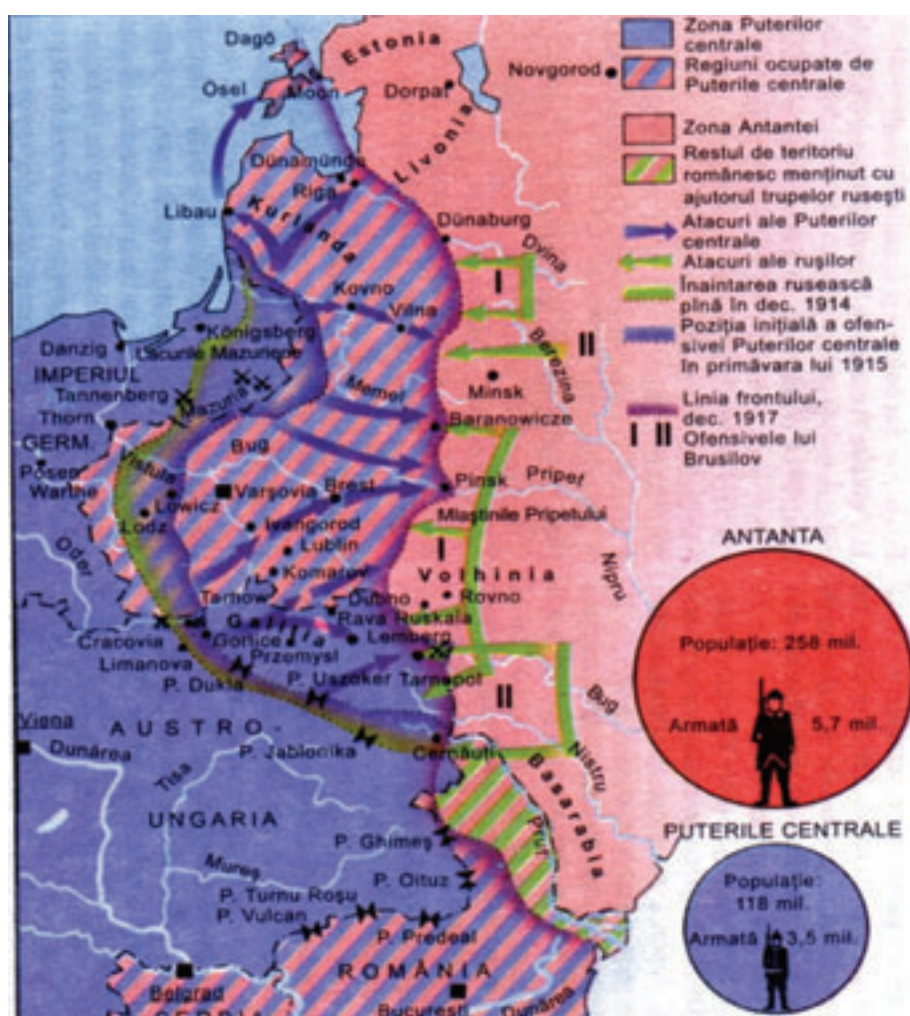 Zona Puterilor
centrale
Regiuni ocupate de
Puterile centrale
Zona Antantei
Restul de teritoriu
românesc menținut cu
ajutorul trupelor rusești
Atacuri ale Puterilor
centrale
Atacuri ale rușilor
Înaintarea rusească
pînă în dec. 1914
Poziția inițială a ofen-
sivei Puterilor centrale
în primăvara lui 1915
Linia frontului,
dec. 1917
I II Ofensivele lui
Brusilov
Dagö
Estonia
Novgorod
Ösel
Moon
Dorpat
Livonia
Dünamünde
Riga
Libau
Kurlanda
Dünaburg
Dvina
I
Kovno
Vilna
II
Königsberg
Danzig
Lacurile Mazuriene
IMPERIUL
Berezina
Minsk
Tannenberg
Mazuria
Memel
Thorn
Baranowicze
GERM.
Bug
Posen
Warthe
Vistula
Varșovia
Brest
Pinsk
Pripet
Lowicz
Lodz
Ivangorod
Mlaștinile Pripetului
Oder
Lublin
I
Volhinia
Nipru
Komarov
Tarnow
Dubno
Rovno
Galiția
Rava Ruskaia
Cracovia
Gorlice
Lemberg
Limanova
Przemysl
P. Dukla
P. Uszoker
Tarnopol
II
Bug
Viena
AUSTRO-
Dunărea
P. Jablonika
Cernăuți
Nistru
Tisa
Basarabia
UNGARIA
Prut
P. Ghimeș
Mureș
P. Oituz
P. Turnu Roșu
P. Vulcan
P. Predeal
ROMÂNIA
Belgrad
SERBIA
București
Dunărea
ANTANTA
Populație: 258 mil.
Armată 5,7 mil.
PUTERILE CENTRALE
Populație:
118 mil.
Armată 3,5 mil.